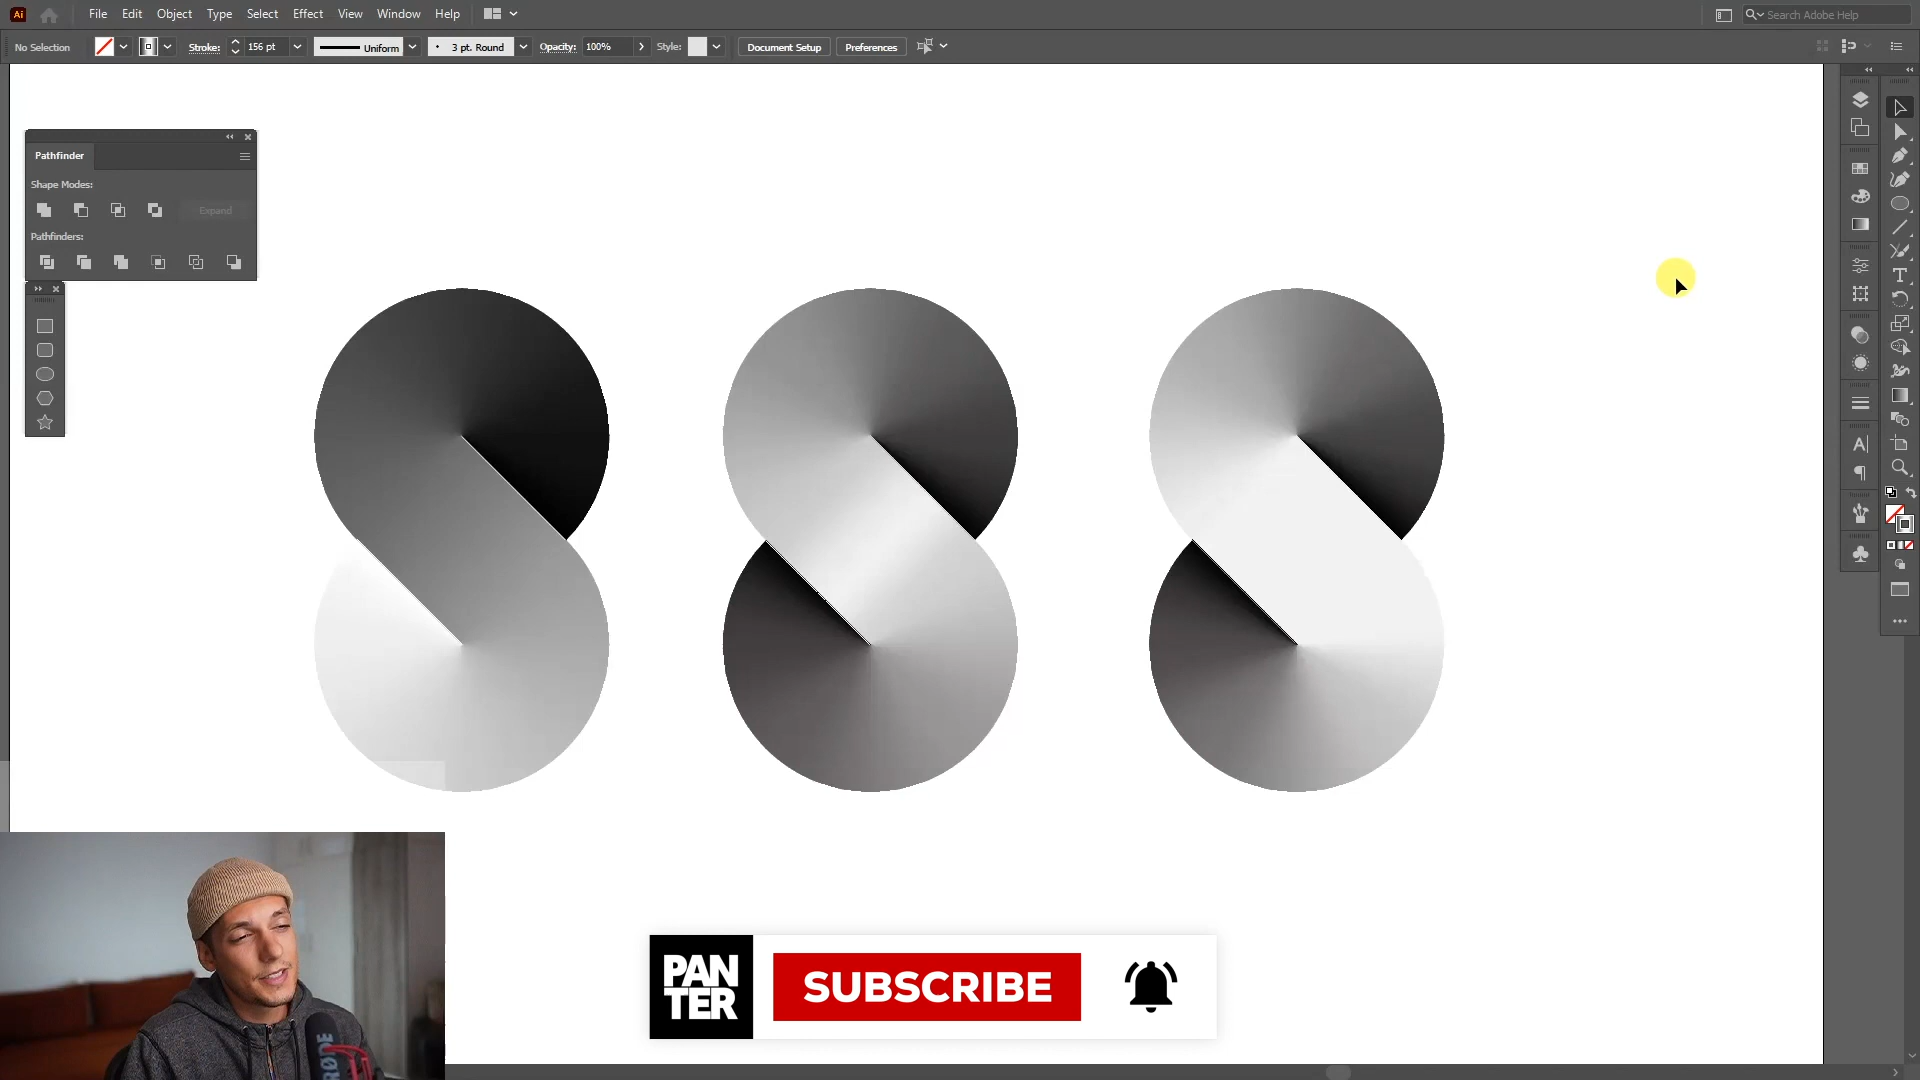 Ai File Edit Object Type Select Effect View Window Help Search Adobe Help
No Selection Stroke: 156 pt Uniform 3 pt. Round Opacity: 100% Style: Document Setup Preferences
Pathfinder
Shape Modes:
Expand
Pathfinders:
PAN
TER
SUBSCRIBE
RØDE